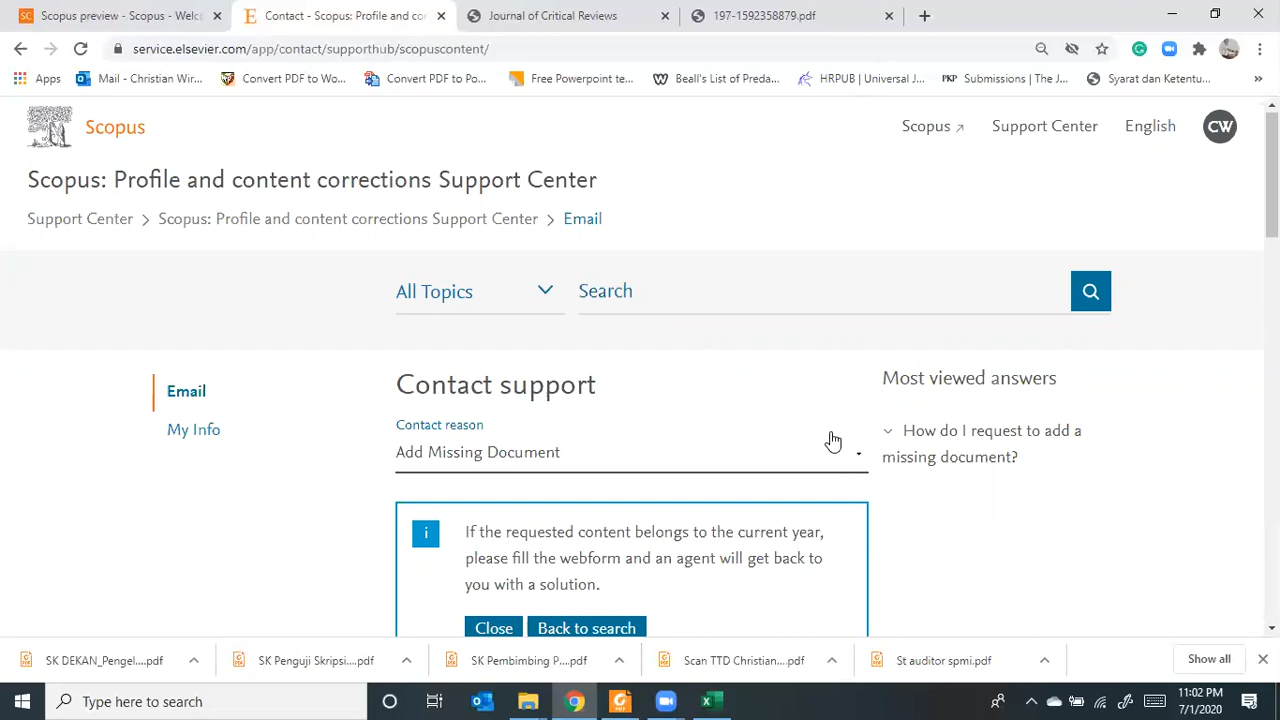 Scopus preview - Scopus - Welc
Contact - Scopus: Profile and co
Journal of Critical Reviews
197-1592358879.pdf
service.elsevier.com/app/contact/supporthub/scopuscontent/
Apps
Mail - Christian Wir...
Convert PDF to Wo...
Convert PDF to Po...
Free Powerpoint te...
Beall's List of Preda...
HRPUB | Universal J...
PKP Submissions | The J...
Syarat dan Ketentu...
Scopus
Scopus
Support Center
English
CW
Scopus: Profile and content corrections Support Center
Support Center > Scopus: Profile and content corrections Support Center > Email
All Topics
Search
Email
My Info
Contact support
Contact reason
Add Missing Document
i
If the requested content belongs to the current year,
please fill the webform and an agent will get back to
you with a solution.
Close
Back to search
Most viewed answers
How do I request to add a
missing document?
SK DEKAN_Pengel....pdf
SK Penguji Skripsi....pdf
SK Pembimbing P....pdf
Scan TTD Christian....pdf
St auditor spmi.pdf
Show all
Type here to search
11:02 PM
7/1/2020